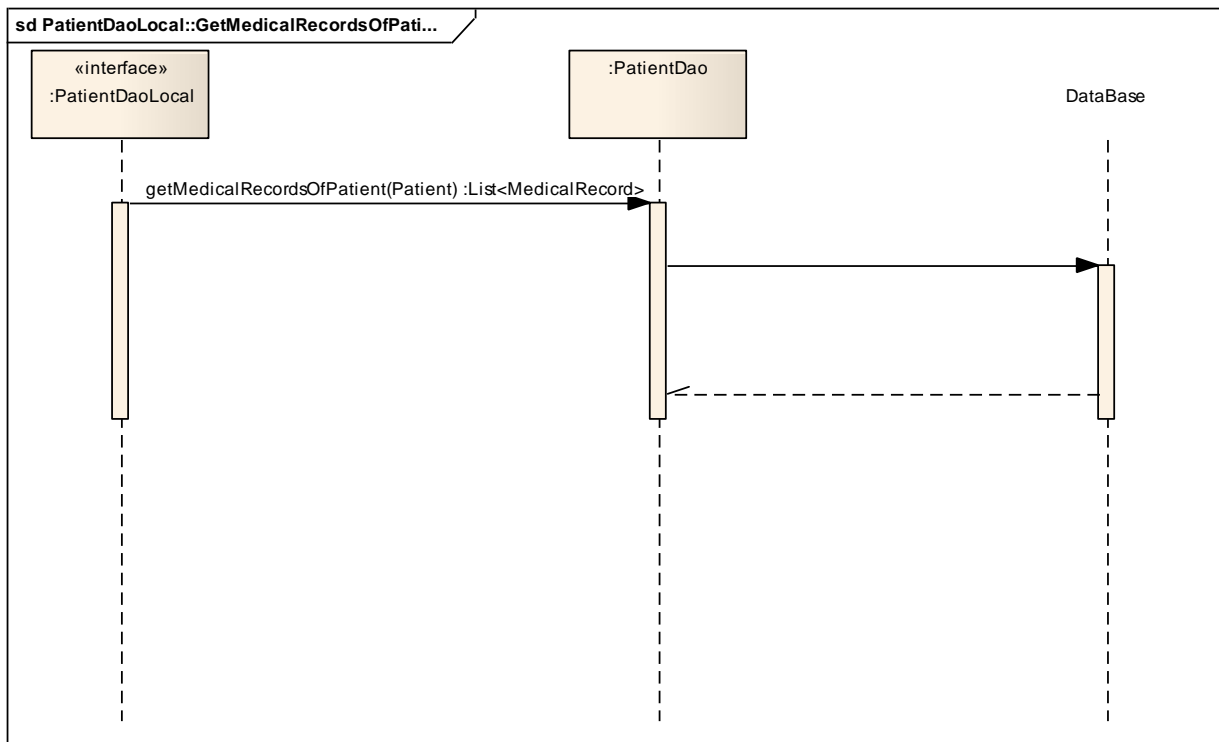 sd PatientDaoLocal::GetMedicalRecordsOfPati...
«interface»
:PatientDaoLocal
:PatientDao
DataBase
getMedicalRecordsOfPatient(Patient) :List<MedicalRecord>